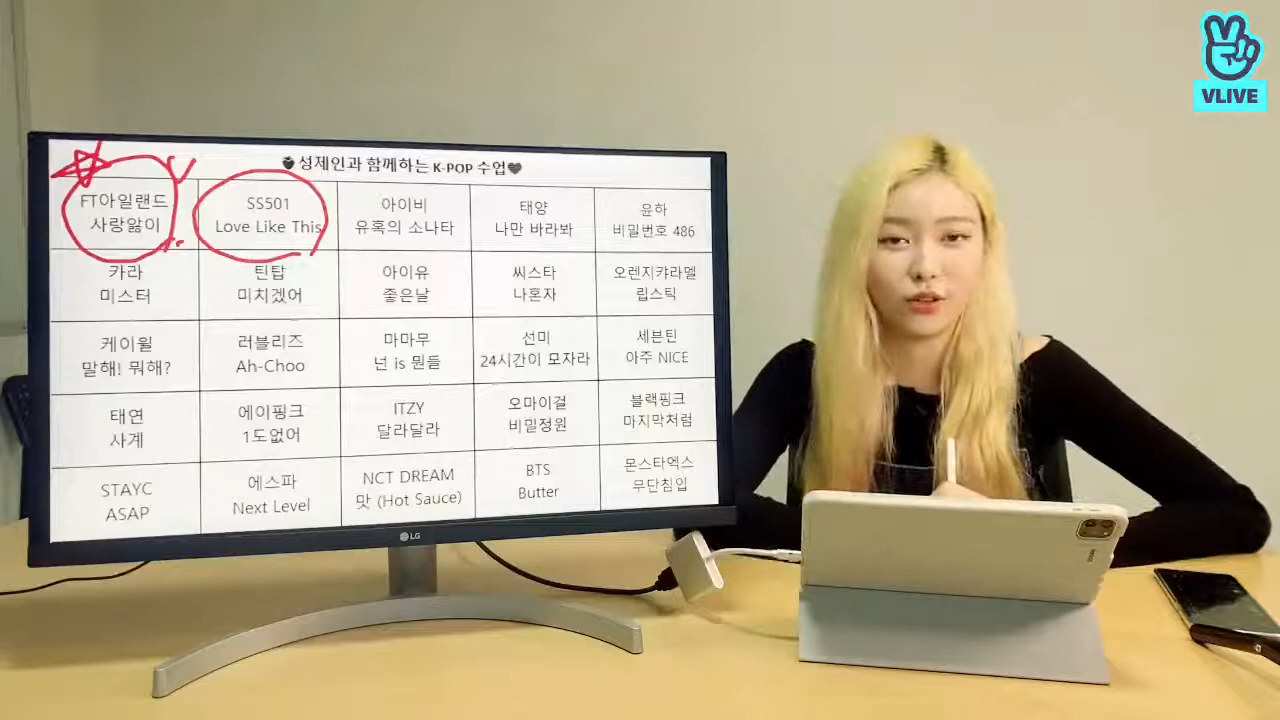 VLIVE
성제인과 함께하는 K-POP 수업
FT아일랜드
사랑앓이
SS501
Love Like This
아이비
유혹의 소나타
태양
나만 바라봐
윤하
비밀번호 486
카라
미스터
틴탑
미치겠어
아이유
좋은날
씨스타
나혼자
오렌지캬라멜
립스틱
케이윌
말해! 뭐해?
러블리즈
Ah-Choo
마마무
넌 is 뭔들
선미
24시간이 모자라
세븐틴
아주 NICE
태연
사계
에이핑크
1도없어
ITZY
달라달라
오마이걸
비밀정원
블랙핑크
마지막처럼
STAYC
ASAP
에스파
Next Level
NCT DREAM
맛 (Hot Sauce)
BTS
Butter
몬스타엑스
무단침입
LG